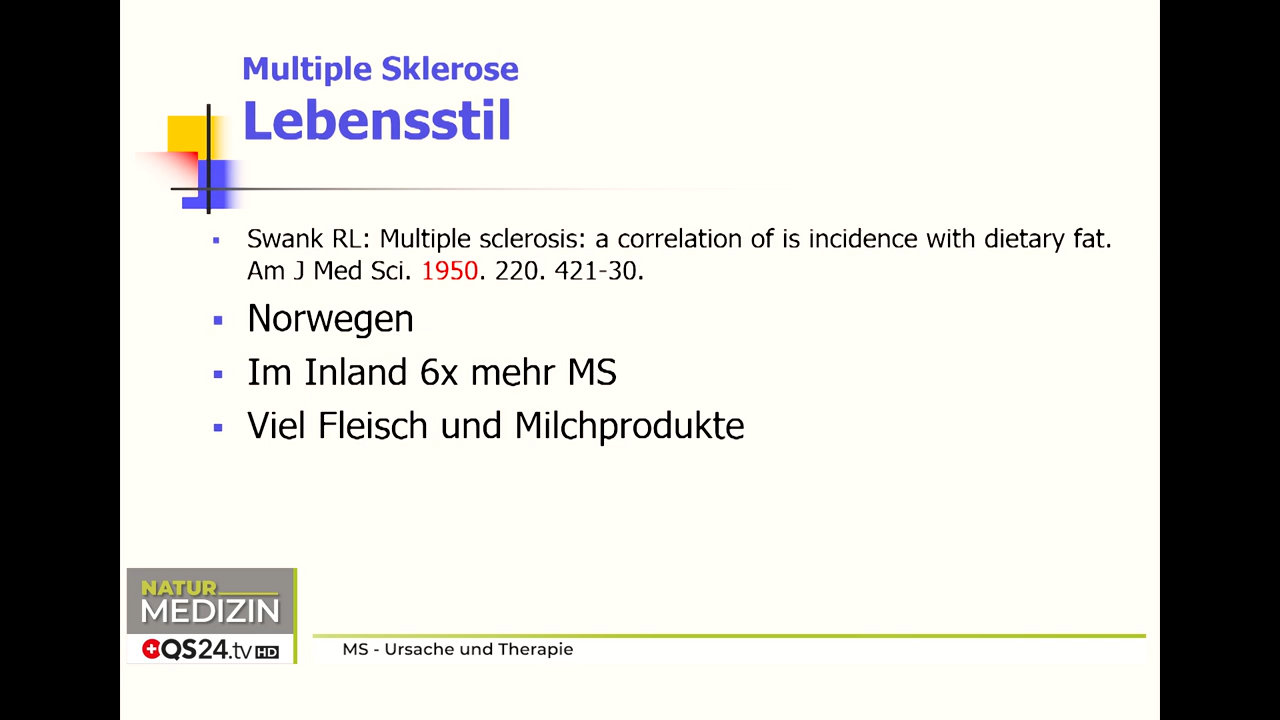 Multiple Sklerose
Lebensstil
Swank RL: Multiple sclerosis: a correlation of is incidence with dietary fat.
Am J Med Sci. 1950. 220. 421-30.
Norwegen
Im Inland 6x mehr MS
Viel Fleisch und Milchprodukte
NATUR
MEDIZIN
QS24.tv HD
MS - Ursache und Therapie